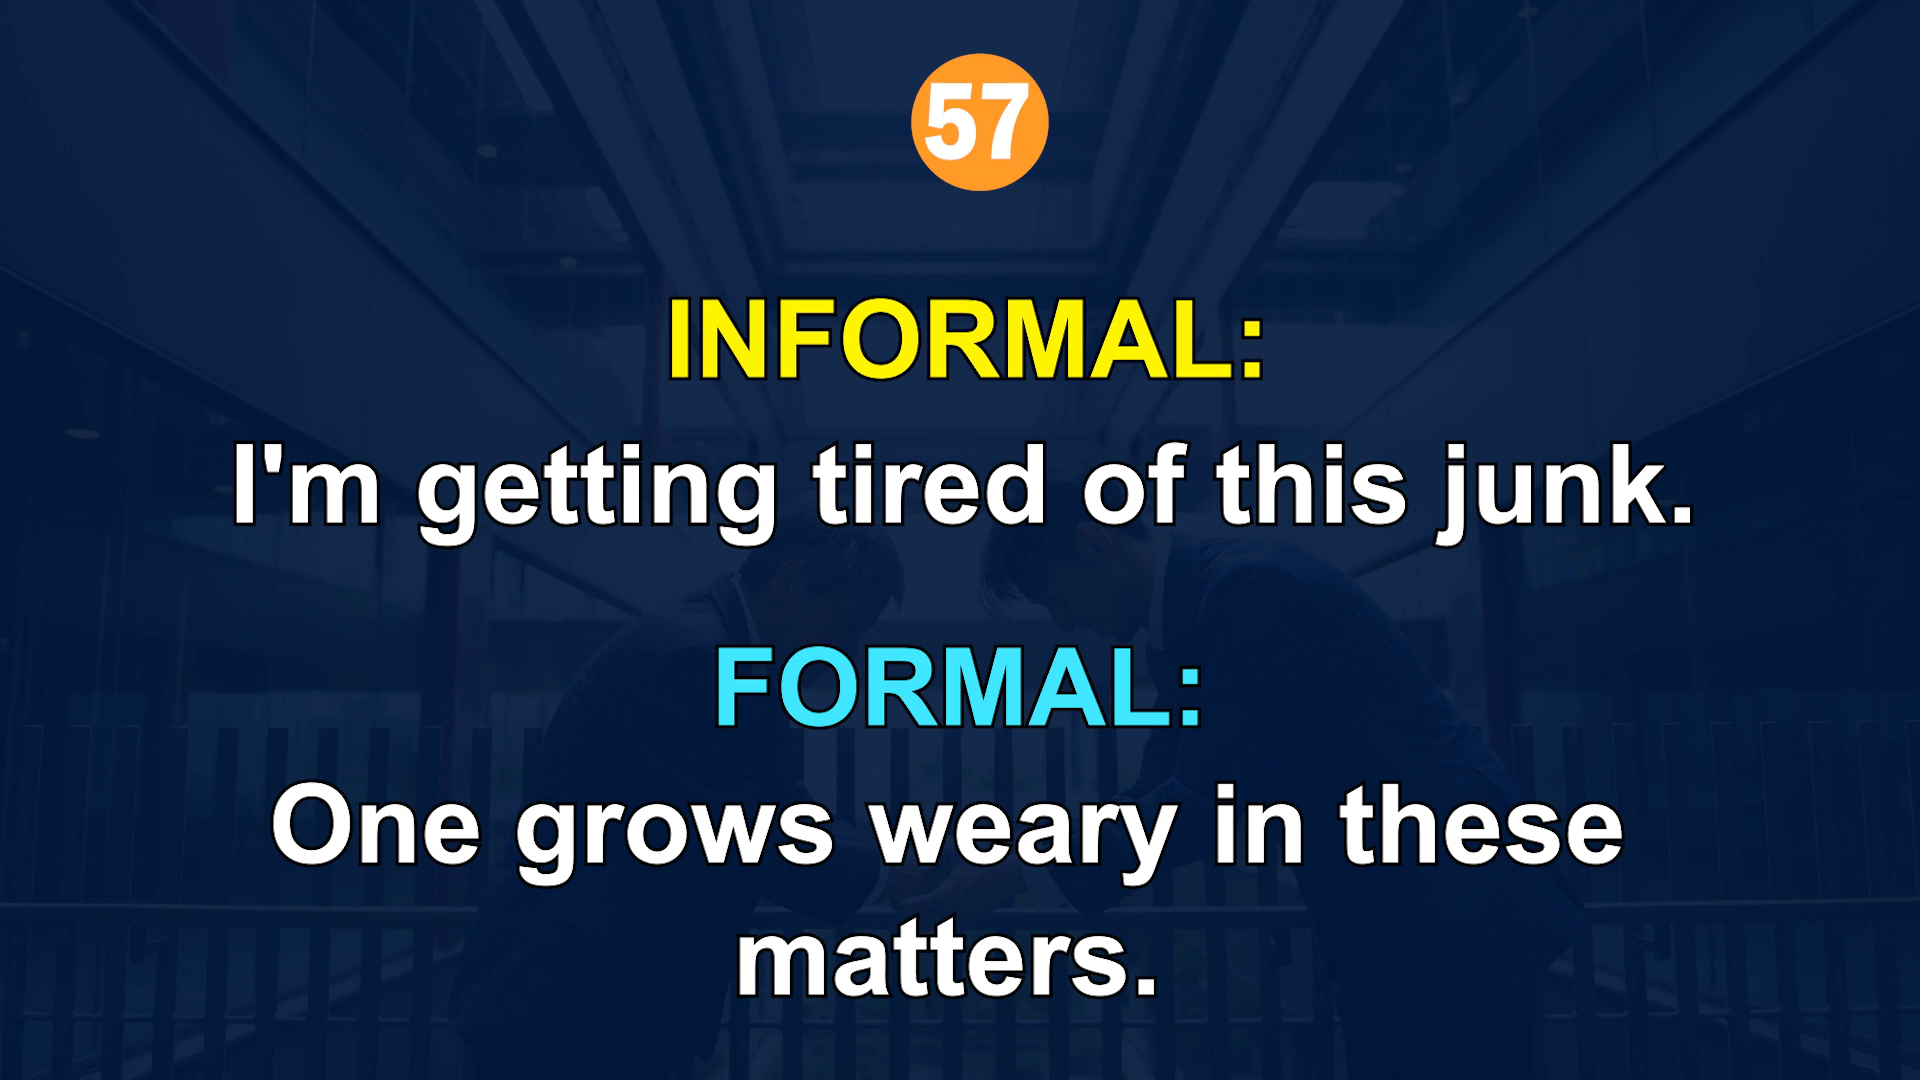 57
INFORMAL:
I'm getting tired of this junk.
FORMAL:
One grows weary in these
matters.